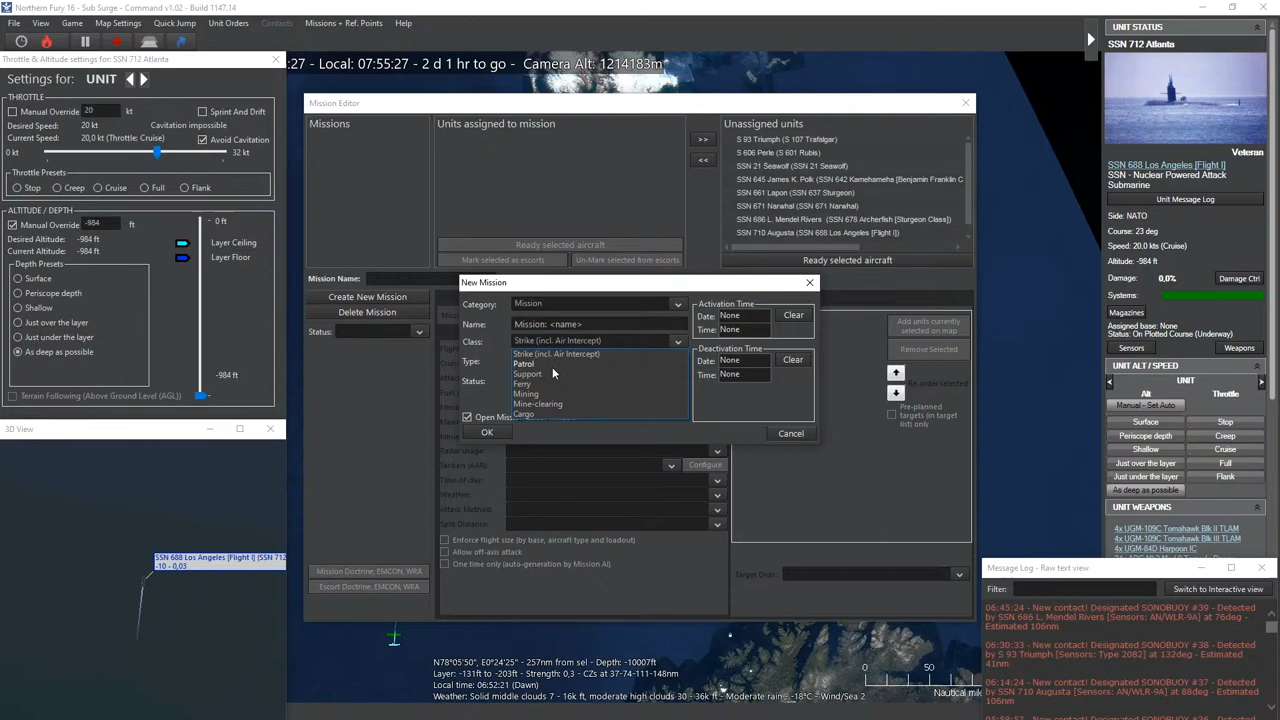 Northern Fury 16 - Sub Surge - Command v1.02 - Build 1147.14
File View Game Map Settings Quick Jump Unit Orders Contacts Missions + Ref. Points Help
Throttle & Altitude settings for: SSN 712 Atlanta
Settings for: UNIT
THROTTLE
Manual Override 20 kt Sprint And Drift
Desired Speed: 20 kt Cavitation impossible
Current Speed: 20,0 kt (Throttle: Cruise) Avoid Cavitation
0 kt 32 kt
Throttle Presets
Stop Creep Cruise Full Flank
ALTITUDE / DEPTH
Manual Override -984 ft
Desired Altitude: -984 ft
Current Altitude: -984 ft
- 0 ft
Layer Ceiling
Layer Floor
Depth Presets
Surface
Periscope depth
Shallow
Just over the layer
Just under the layer
As deep as possible
-984 ft
Terrain Following (Above Ground Level (AGL))
3D View
SSN 688 Los Angeles [Flight I] (SSN 712
-10 - 0,03
:27 - Local: 07:55:27 - 2 d 1 hr to go - Camera Alt: 1214183m
Mission Editor
Missions
Units assigned to mission
Unassigned units
>>
<<
S 93 Triumph (S 107 Trafalgar)
S 606 Perle (S 601 Rubis)
SSN 21 Seawolf (SSN 21 Seawolf)
SSN 645 James K. Polk (SSN 642 Kamehameha [Benjamin Franklin C
SSN 661 Lapon (SSN 637 Sturgeon)
SSN 671 Narwhal (SSN 671 Narwhal)
SSN 686 L. Mendel Rivers (SSN 678 Archerfish [Sturgeon Class])
SSN 710 Augusta (SSN 688 Los Angeles [Flight I])
Ready selected aircraft
Mark selected as escorts Un-Mark selected from escorts
Ready selected aircraft
Mission Name:
Create New Mission
Delete Mission
Status:
New Mission
Category: Mission
Name: Mission: <name>
Class: Strike (incl. Air Intercept)
Type:
Status:
Strike (incl. Air Intercept)
Patrol
Support
Ferry
Mining
Mine-clearing
Cargo
Open Mis
OK
Activation Time
Date: None Clear
Time: None
Deactivation Time
Date: None Clear
Time: None
Cancel
Add units currently selected on map
Remove Selected
Re-order selected
Pre-planned targets (in target list) only
Radar usage:
Tankers (AAR): Configure
Time-of-day:
Weather:
Attack Method:
Split Distance:
Enforce flight size (by base, aircraft type and loadout)
Allow off-axis attack
One time only (auto-generation by Mission AI)
Mission Doctrine, EMCON, WRA
Escort Doctrine, EMCON, WRA
Target Dists:
N78°05'50", E0°24'25" - 257nm from sel - Depth: -10007ft
Layer: -131ft to -203ft - Strength: 0,3 - CZs at 37-74-111-148nm
Local time: 06:52:21 (Dawn)
Weather: Solid middle clouds 7 - 16k ft, moderate high clouds 30 - 36k ft - Moderate rain - -18°C - Wind/Sea 2
0 50
Nautical mil
UNIT STATUS
SSN 712 Atlanta
Veteran
SSN 688 Los Angeles [Flight I]
SSN - Nuclear Powered Attack
Submarine
Unit Message Log
Side: NATO
Course: 23 deg
Speed: 20,0 kts (Cruise)
Altitude: -984 ft
Damage: 0,0% Damage Ctrl
Systems:
Magazines
Assigned base: None
Status: On Plotted Course (Underway)
Sensors Weapons
UNIT ALT / SPEED
UNIT
Alt Throttle
Manual - Set Auto
Surface Stop
Periscope depth Creep
Shallow Cruise
Just over the layer Full
Just under the layer Flank
As deep as possible
UNIT WEAPONS
4x UGM-109C Tomahawk Blk II TLAM
4x UGM-109C Tomahawk Blk III TLAM
4x UGM-84D Harpoon IC
Message Log - Raw text view
Filter: Switch to Interactive view
06:45:24 - New contact! Designated SONOBUOY #39 - Detected
by SSN 686 L. Mendel Rivers [Sensors: AN/WLR-9A] at 76deg -
Estimated 106nm
06:30:33 - New contact! Designated SONOBUOY #38 - Detected
by S 93 Triumph [Sensors: Type 2082] at 132deg - Estimated
41nm
06:14:24 - New contact! Designated SONOBUOY #37 - Detected
by SSN 710 Augusta [Sensors: AN/WLR-9A] at 88deg - Estimated
106nm